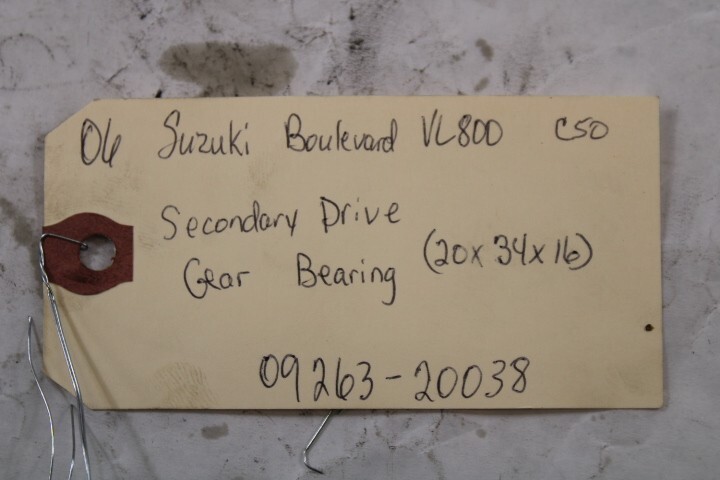 06 Suzuki Boulevard VL800 C50
Secondary Drive
Gear Bearing (20x34x16)
09263-20038